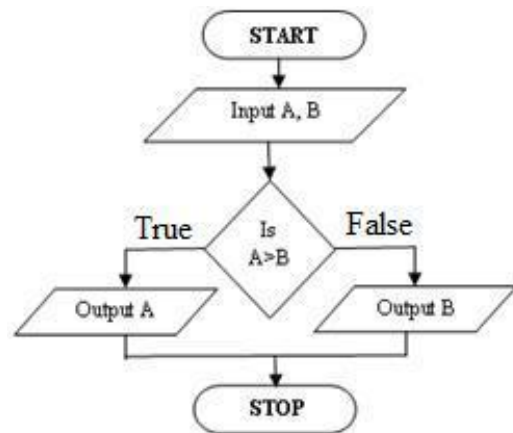 START
Input A, B
True
False
Is
A>B
Output A
Output B
STOP